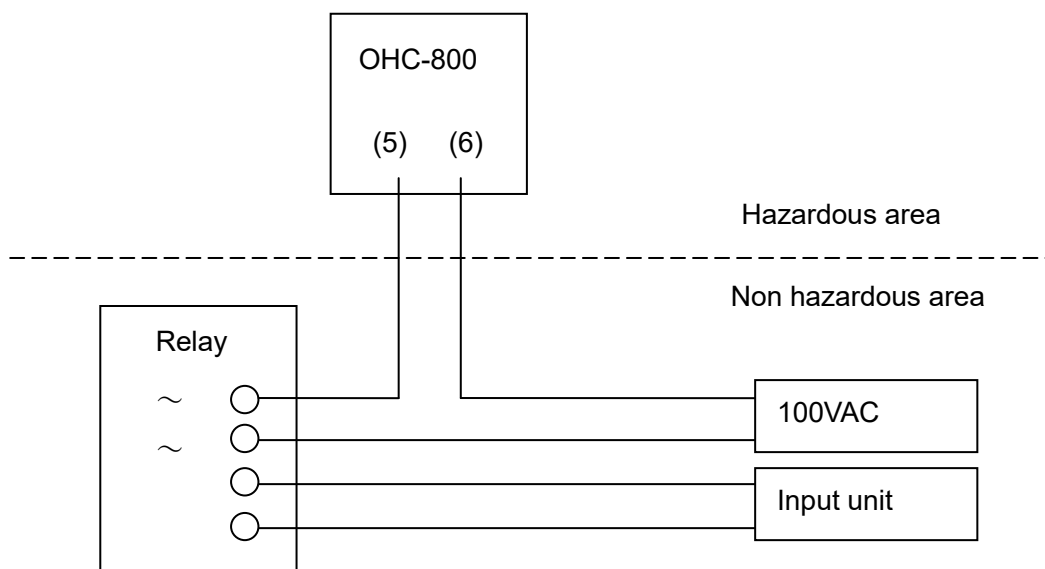 OHC-800
(5) (6)
Hazardous area
Non hazardous area
Relay
~
~
100VAC
Input unit